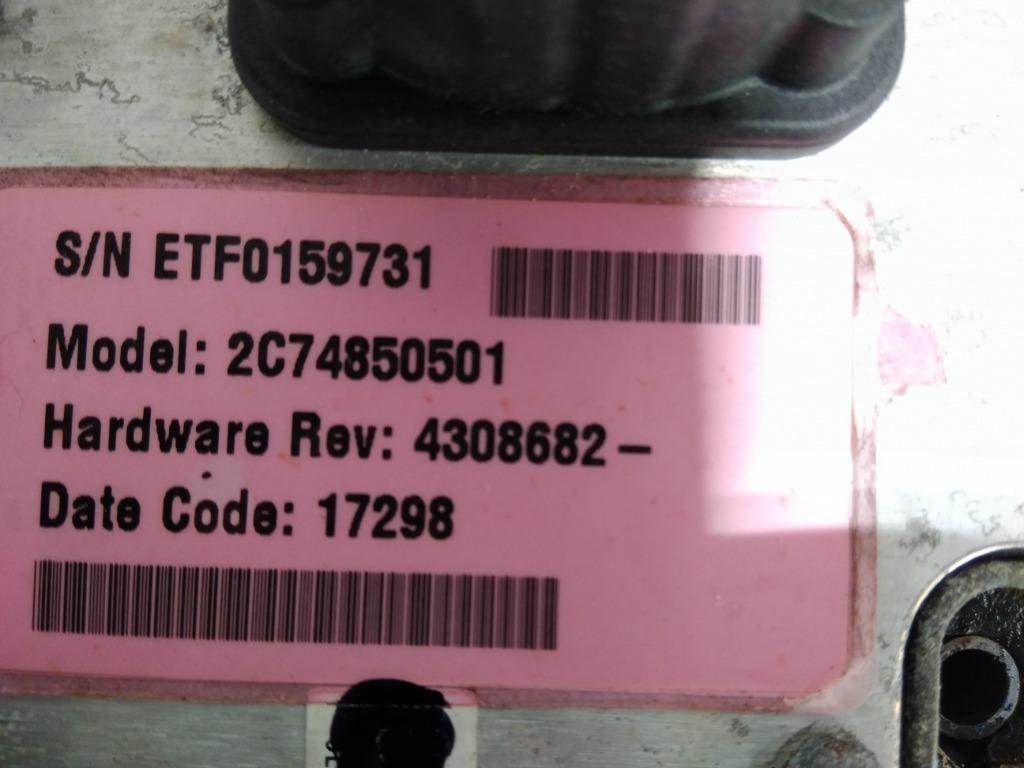 S/N ETF0159731
Model: 2C74850501
Hardware Rev: 4308682-
Date Code: 17298